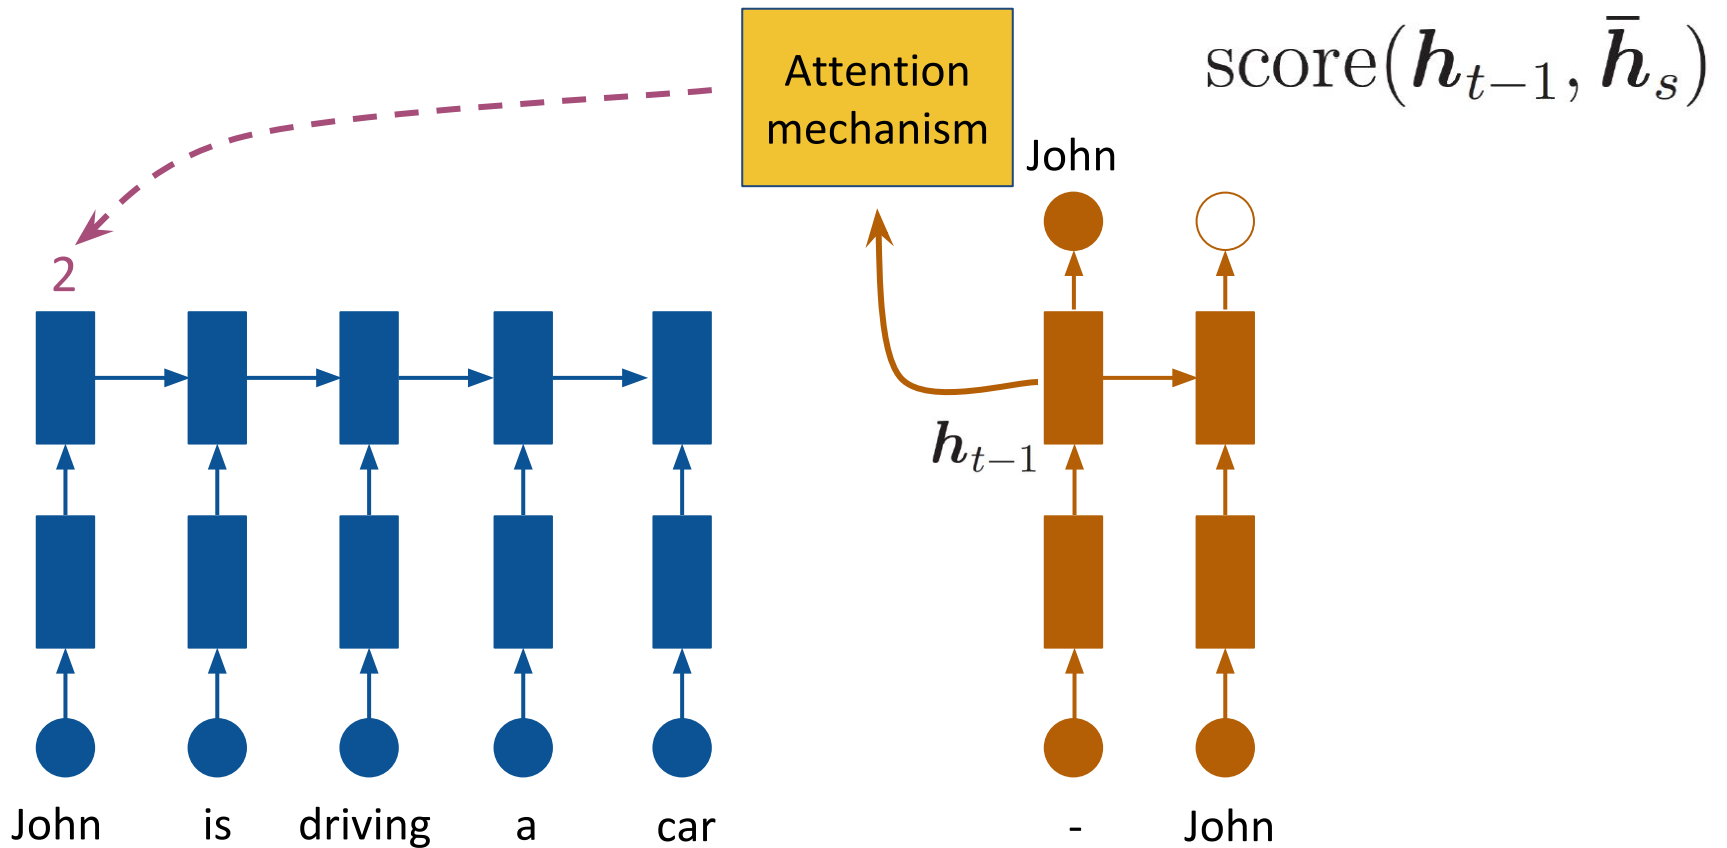 Attention
mechanism
score(h_{t−1}, h̄_s)
John
2
h_{t−1}
John is driving a car - John